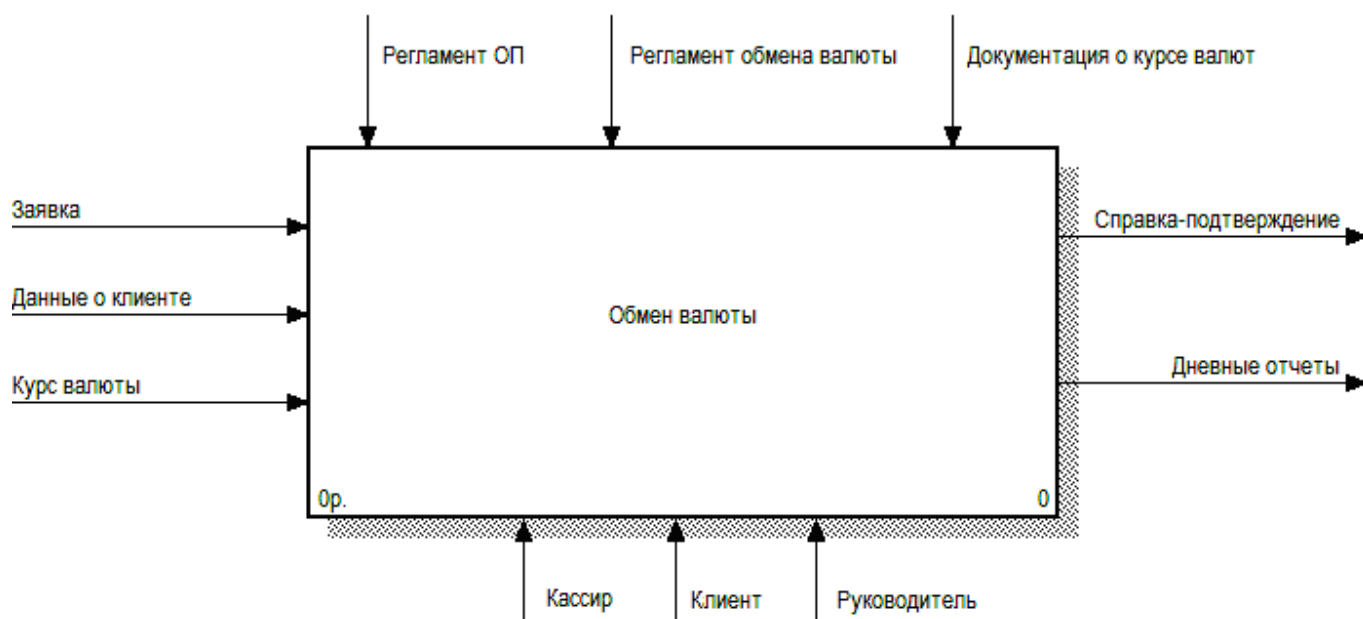 Регламент ОП
Регламент обмена валюты
Документация о курсе валют
Заявка
Справка-подтверждение
Данные о клиенте
Обмен валюты
Дневные отчеты
Курс валюты
0р.
0
Кассир
Клиент
Руководитель